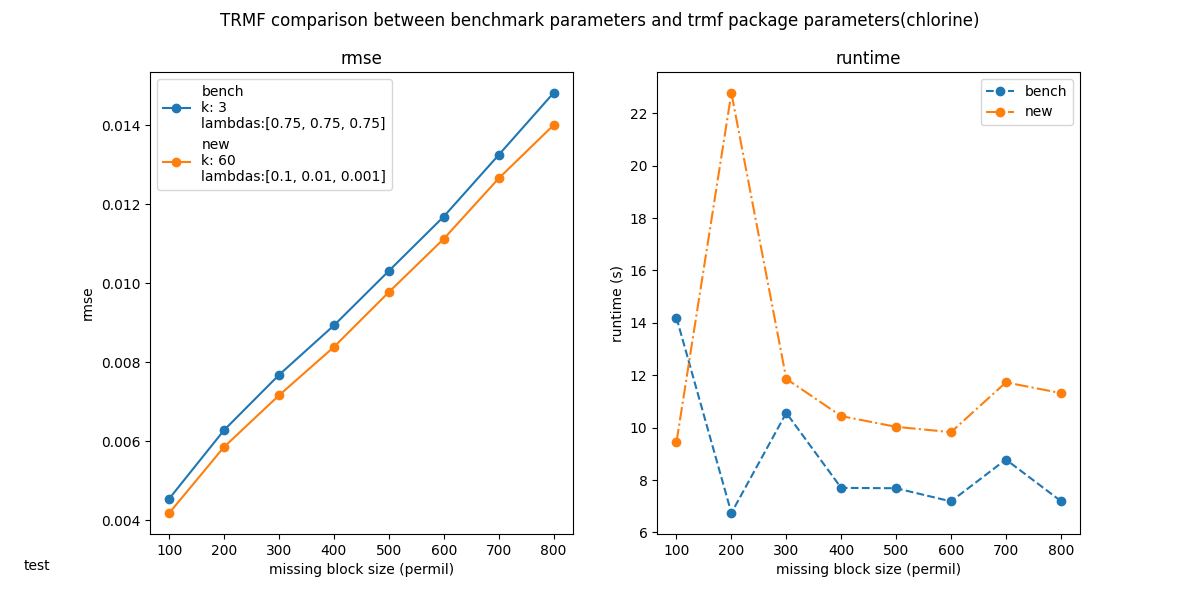 TRMF comparison between benchmark parameters and trmf package parameters(chlorine)
rmse
bench
k: 3
lambdas:[0.75, 0.75, 0.75]
new
k: 60
lambdas:[0.1, 0.01, 0.001]
rmse
0.014
0.012
0.010
0.008
0.006
0.004
100 200 300 400 500 600 700 800
missing block size (permil)
runtime
bench
new
runtime (s)
22
20
18
16
14
12
10
8
6
100 200 300 400 500 600 700 800
missing block size (permil)
test